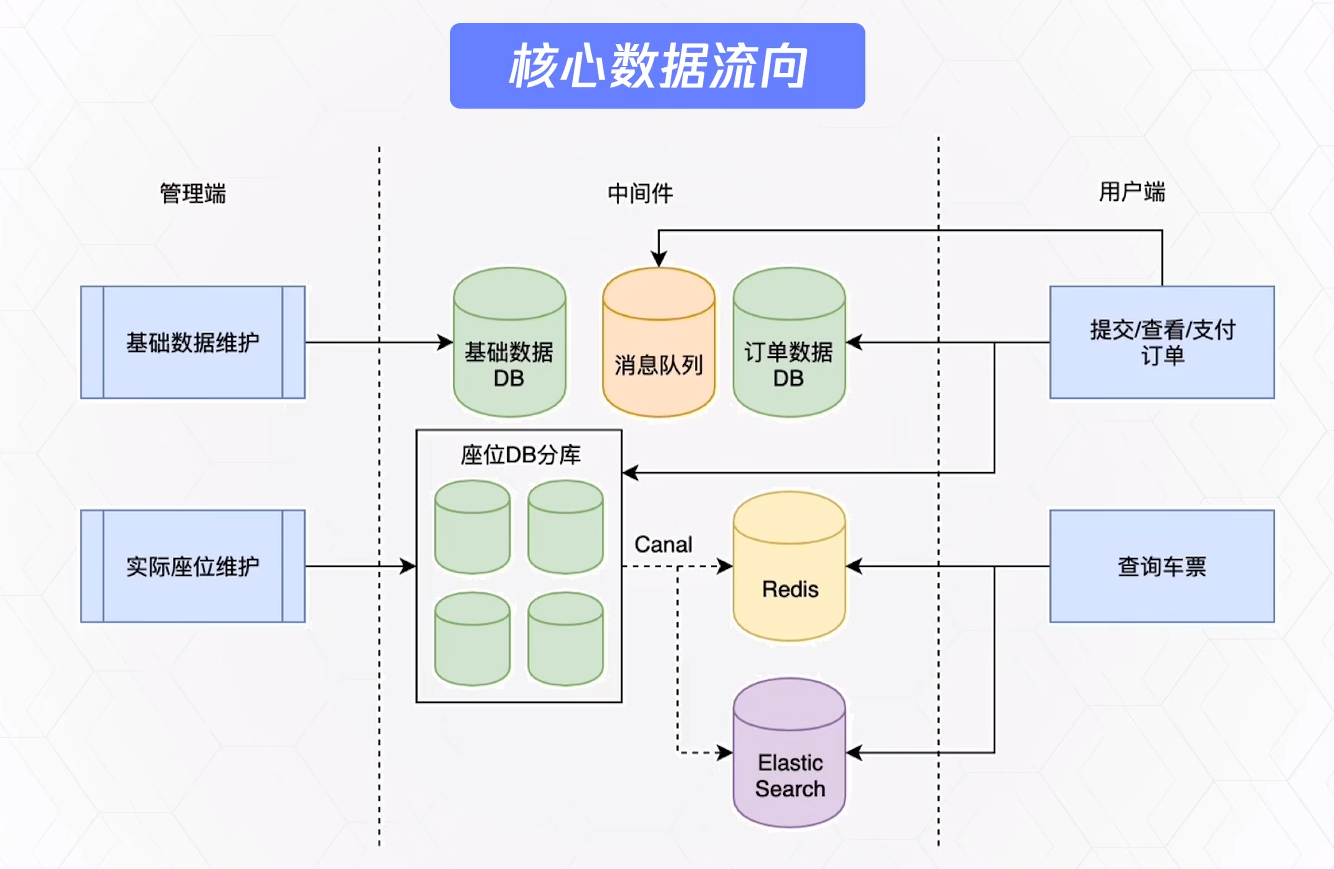 核心数据流向
管理端
中间件
用户端
基础数据维护
基础数据
DB
消息队列
订单数据
DB
提交/查看/支付
订单
座位DB分库
实际座位维护
Canal
Redis
查询车票
Elastic
Search